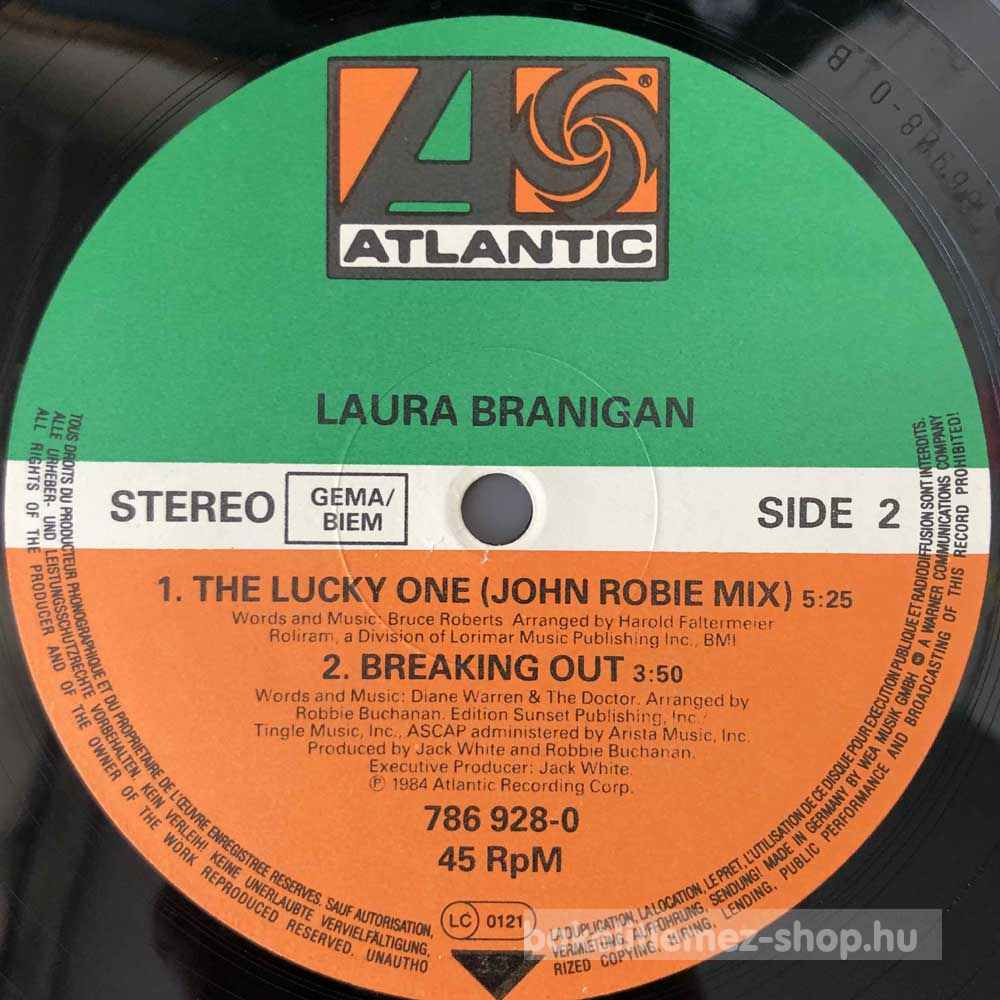 ATLANTIC
®
LAURA BRANIGAN
STEREO
GEMA/
BIEM
SIDE 2
1. THE LUCKY ONE (JOHN ROBIE MIX) 5:25
Words and Music: Bruce Roberts Arranged by Harold Faltermeier
Roliram, a Division of Lorimar Music Publishing Inc., BMI
2. BREAKING OUT 3:50
Words and Music: Diane Warren & The Doctor. Arranged by
Robbie Buchanan. Edition Sunset Publishing, Inc./
Tingle Music, Inc., ASCAP administered by Arista Music, Inc.
Produced by Jack White and Robbie Buchanan.
Executive Producer: Jack White.
℗ 1984 Atlantic Recording Corp.
786 928-0
45 RpM
LC 0121
TOUS DROITS DU PRODUCTEUR PHONOGRAPHIQUE ET DU PROPRIETAIRE DE L'ŒUVRE ENREGISTREE RESERVES. SAUF AUTORISATION,
LA DUPLICATION, LA LOCATION, LE PRET, L'UTILISATION DE CE DISQUE POUR EXECUTION PUBLIQUE ET RADIODIFFUSION SONT INTERDITS.
ALLE URHEBER- UND LEISTUNGSSCHUTZRECHTE VORBEHALTEN. KEIN VERLEIH! KEINE UNERLAUBTE VERVIELFÄLTIGUNG,
VERMIETUNG, AUFFÜHRUNG, SENDUNG! MADE IN GERMANY BY WEA MUSIK GMBH A WARNER COMMUNICATIONS COMPANY
ALL RIGHTS OF THE PRODUCER AND OF THE OWNER OF THE WORK REPRODUCED RESERVED. UNAUTHO
RIZED COPYING, HIRING, LENDING, PUBLIC PERFORMANCE AND BROADCASTING OF THIS RECORD PROHIBITED!